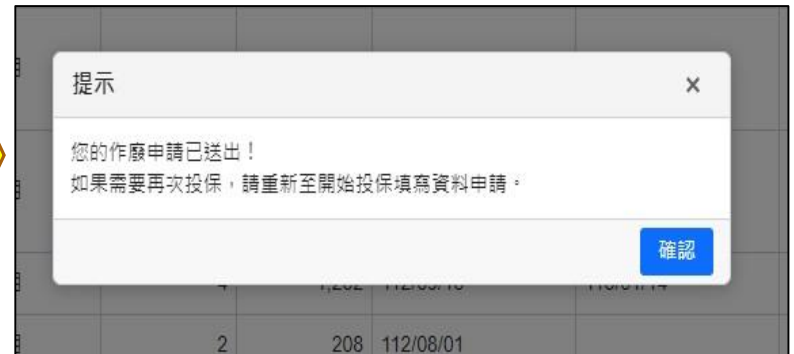 提示
×
您的作廢申請已送出！
如果需要再次投保，請重新至開始投保填寫資料申請。
確認
2 208 112/08/01